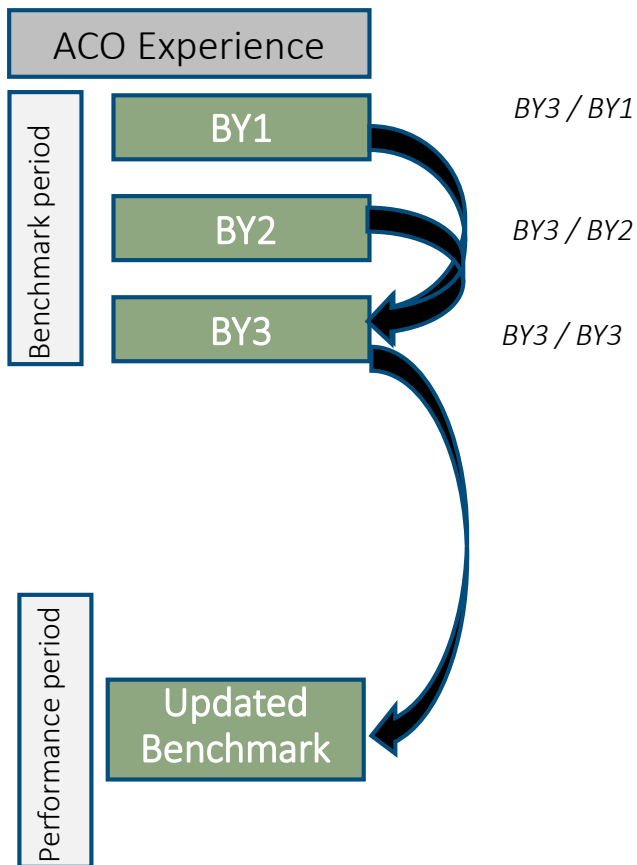 ACO Experience
Benchmark period
BY1
BY3 / BY1
BY2
BY3 / BY2
BY3
BY3 / BY3
Performance period
Updated
Benchmark